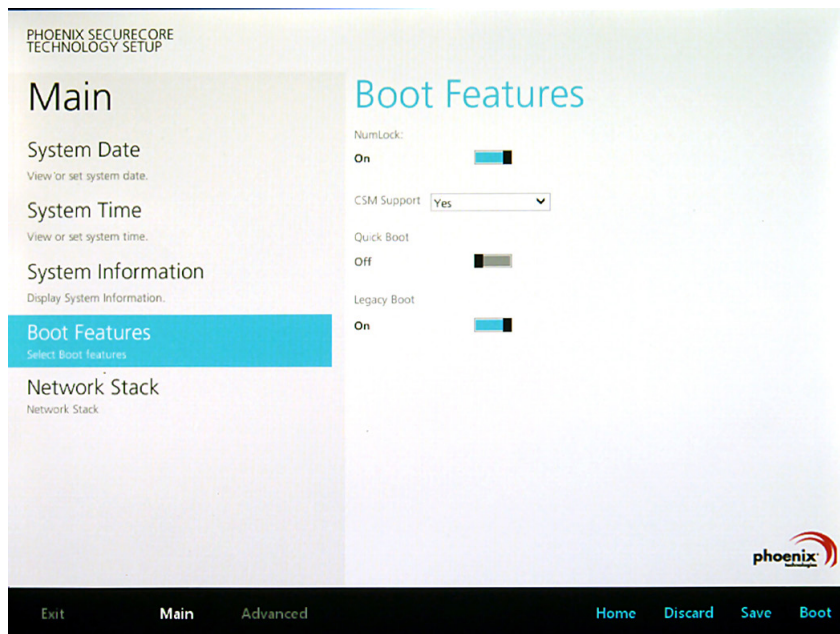 PHOENIX SECURECORE
TECHNOLOGY SETUP
Main
System Date
View or set system date.
System Time
View or set system time.
System Information
Display System Information.
Boot Features
Select Boot features
Network Stack
Network Stack
Boot Features
NumLock:
On
CSM Support Yes
Quick Boot
Off
Legacy Boot
On
phoenix
technologies
Exit Main Advanced Home Discard Save Boot